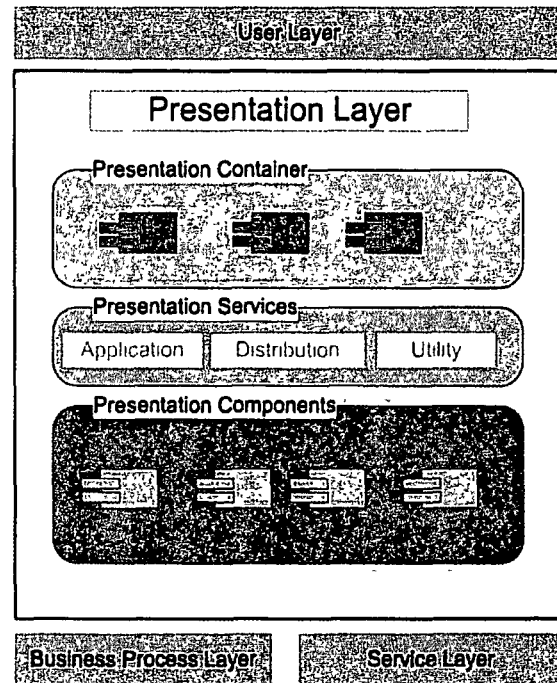 User Layer
Presentation Layer
Presentation Container
Presentation Services
Application Distribution Utility
Presentation Components
Business Process Layer Service Layer